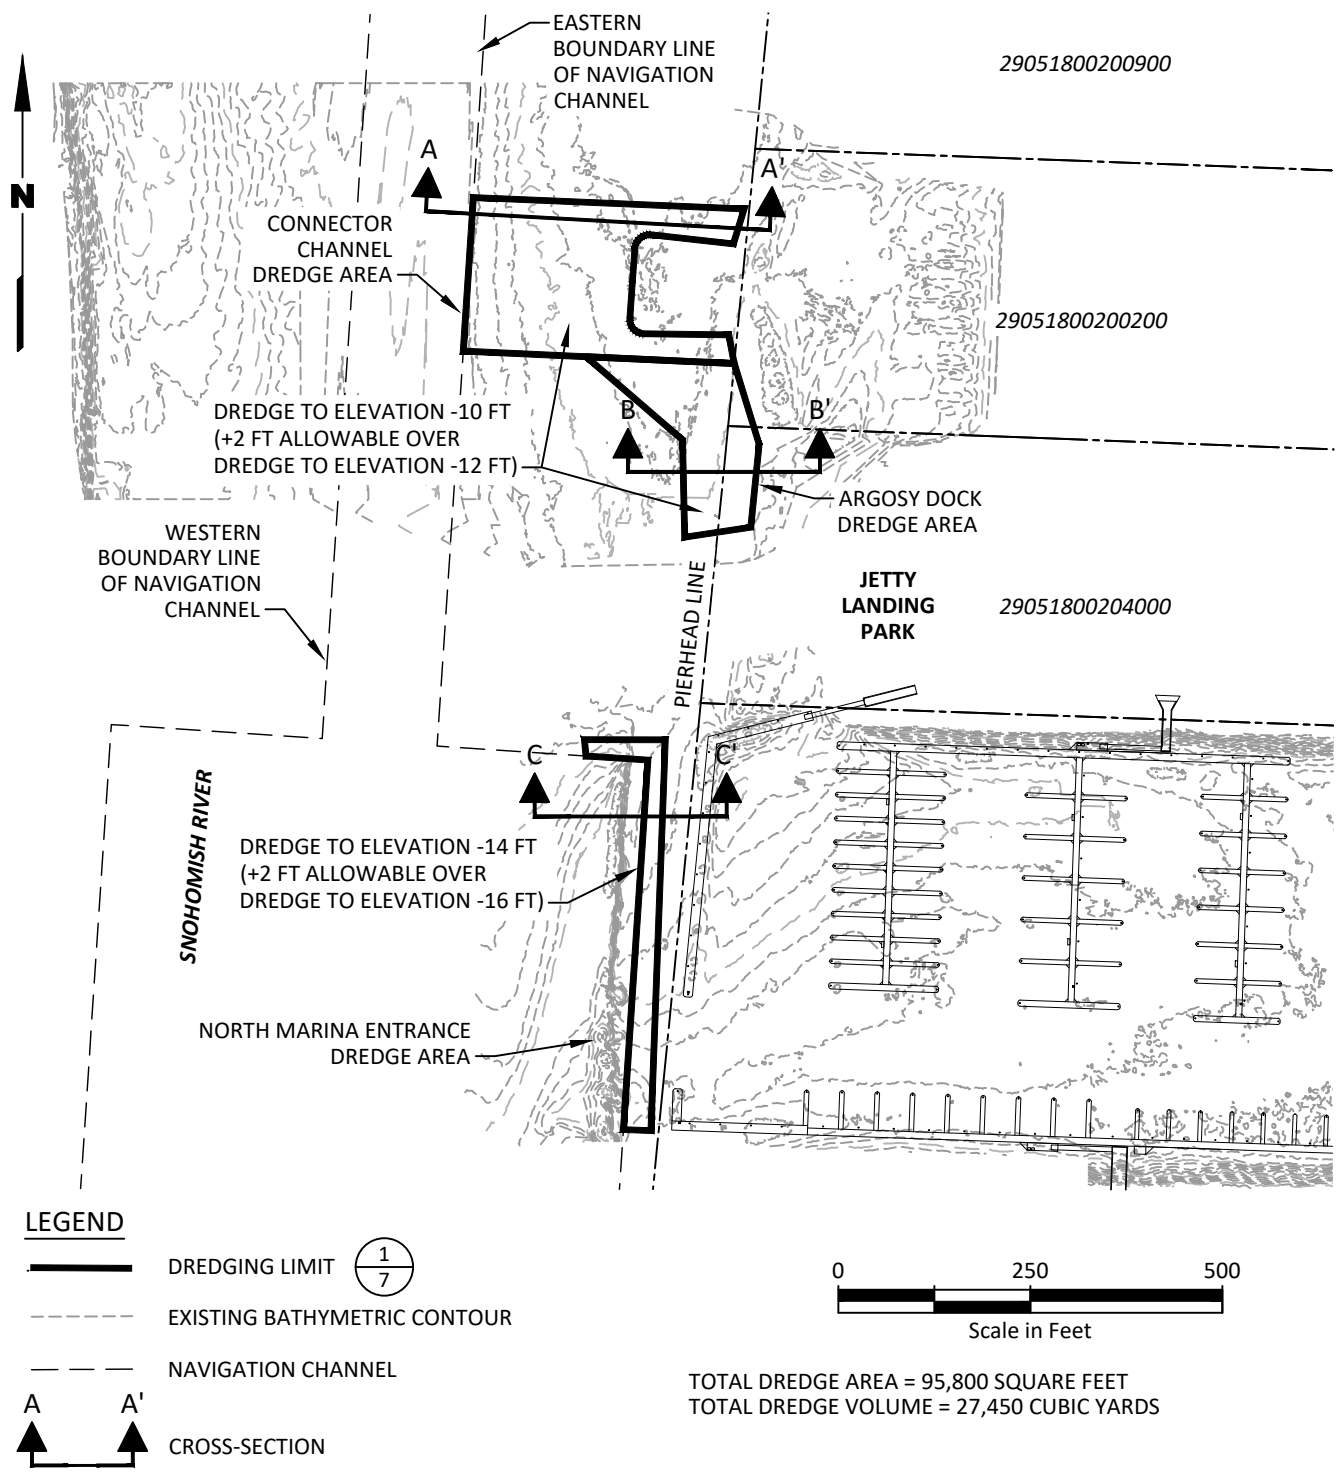 EASTERN
BOUNDARY LINE
OF NAVIGATION
CHANNEL
29051800200900
A
A'
N
CONNECTOR
CHANNEL
DREDGE AREA
29051800200200
DREDGE TO ELEVATION -10 FT
(+2 FT ALLOWABLE OVER
DREDGE TO ELEVATION -12 FT)
B
B'
ARGOSY DOCK
DREDGE AREA
WESTERN
BOUNDARY LINE
OF NAVIGATION
CHANNEL
JETTY
LANDING
PARK
29051800204000
PIERHEAD LINE
C
C'
SNOHOMISH RIVER
DREDGE TO ELEVATION -14 FT
(+2 FT ALLOWABLE OVER
DREDGE TO ELEVATION -16 FT)
NORTH MARINA ENTRANCE
DREDGE AREA
LEGEND
DREDGING LIMIT
1
7
EXISTING BATHYMETRIC CONTOUR
NAVIGATION CHANNEL
A
A'
CROSS-SECTION
0 250 500
Scale in Feet
TOTAL DREDGE AREA = 95,800 SQUARE FEET
TOTAL DREDGE VOLUME = 27,450 CUBIC YARDS